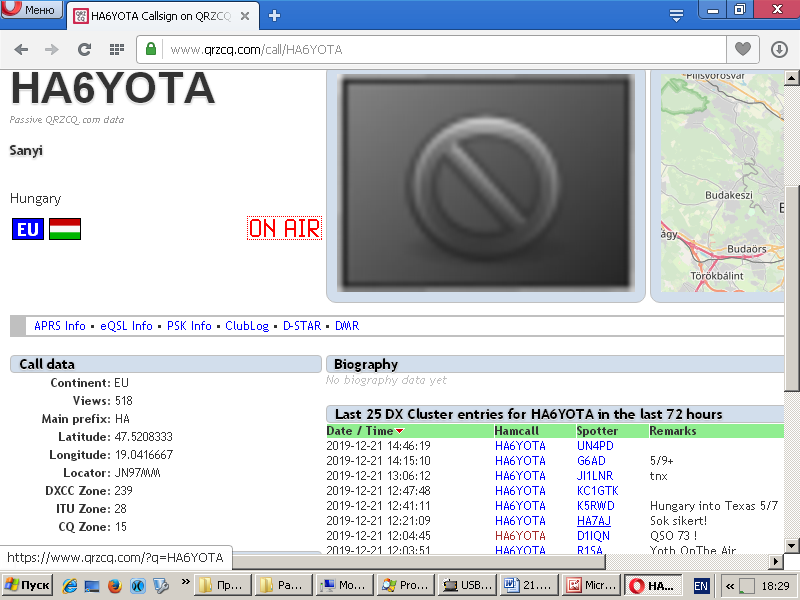 Меню
HA6YOTA Callsign on QRZCQ
www.qrzcq.com/call/HA6YOTA
HA6YOTA
Passive QRZCQ.com data
Sanyi
Hungary
EU
ON AIR
Pilisvörösvár
Budakeszi
Budaörs
Törökbálint
APRS Info • eQSL Info • PSK Info • ClubLog • D-STAR • DMR
Call data
Continent: EU
Views: 518
Main prefix: HA
Latitude: 47.5208333
Longitude: 19.0416667
Locator: JN97MM
DXCC Zone: 239
ITU Zone: 28
CQ Zone: 15
Biography
No biography data yet
Last 25 DX Cluster entries for HA6YOTA in the last 72 hours
Date / Time Hamcall Spotter Remarks
2019-12-21 14:46:19 HA6YOTA UN4PD
2019-12-21 14:15:10 HA6YOTA G6AD 5/9+
2019-12-21 13:06:12 HA6YOTA JI1LNR tnx
2019-12-21 12:47:48 HA6YOTA KC1GTK
2019-12-21 12:41:11 HA6YOTA K5RWD Hungary into Texas 5/7
2019-12-21 12:21:09 HA6YOTA HA7AJ Sok sikert!
2019-12-21 12:04:45 HA6YOTA D1IQN QSO 73 !
2019-12-21 12:03:51 HA6YOTA R1SA Yoth OnThe Air
https://www.qrzcq.com/?q=HA6YOTA
Пуск
Пр...
Ра...
Mo...
Pro...
USB...
21....
Micr...
HA...
EN
18:29